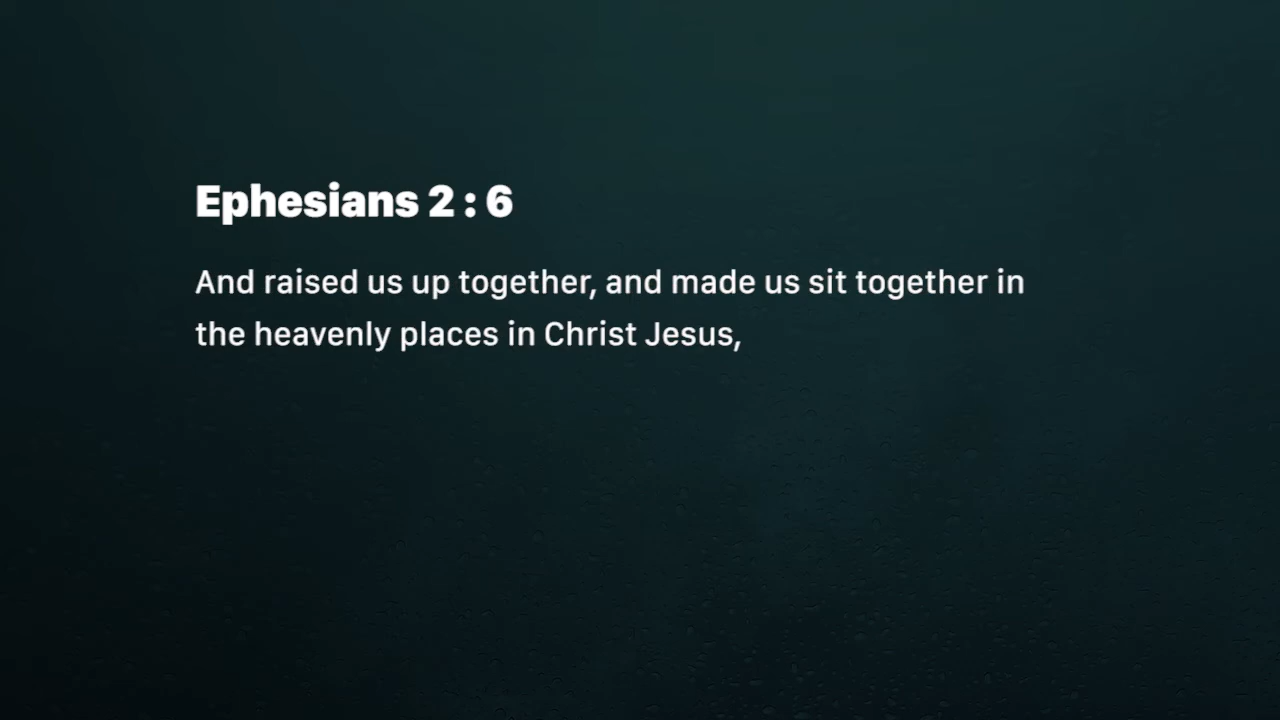 Ephesians 2 : 6
And raised us up together, and made us sit together in
the heavenly places in Christ Jesus,